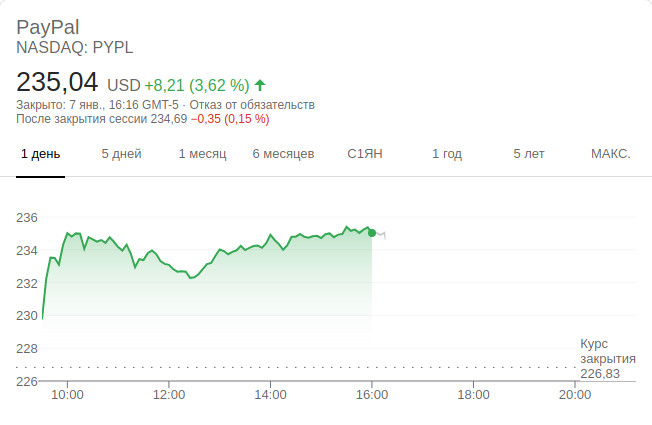 PayPal
NASDAQ: PYPL
235,04 USD +8,21 (3,62 %)
Закрыто: 7 янв., 16:16 GMT-5 · Отказ от обязательств
После закрытия сессии 234,69 −0,35 (0,15 %)
1 день 5 дней 1 месяц 6 месяцев С1ЯН 1 год 5 лет МАКС.
236
234
232
230
228
226
Курс
закрытия
226,83
10:00 12:00 14:00 16:00 18:00 20:00